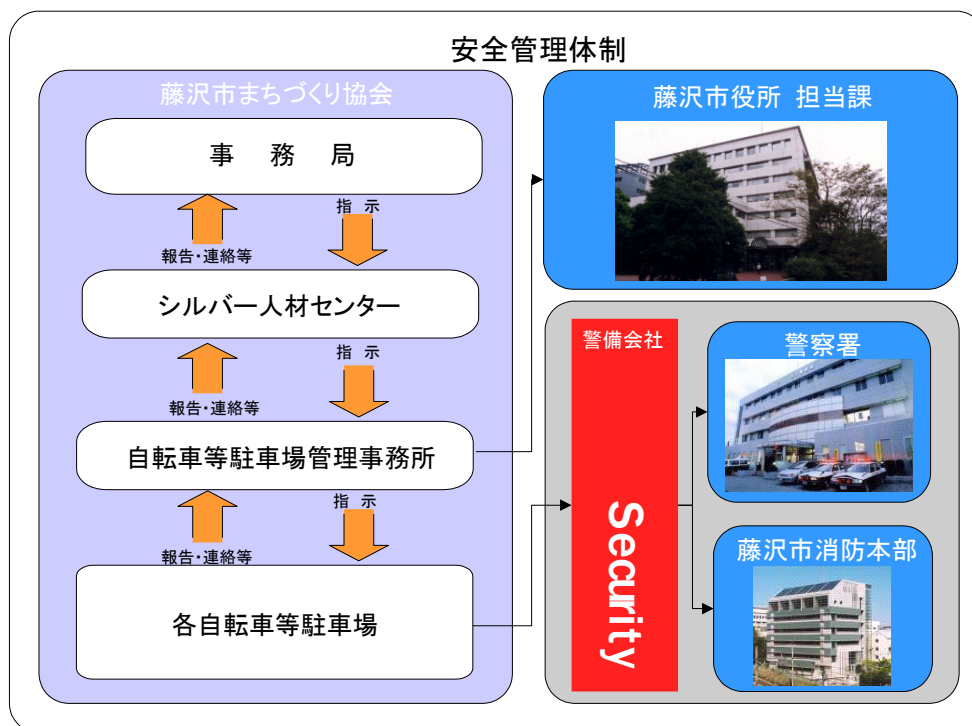 安全管理体制
藤沢市まちづくり協会
事 務 局
報告・連絡等
指 示
シルバー人材センター
報告・連絡等
指 示
自転車等駐車場管理事務所
報告・連絡等
指 示
各自転車等駐車場
藤沢市役所 担当課
警備会社
Security
警察署
藤沢市消防本部